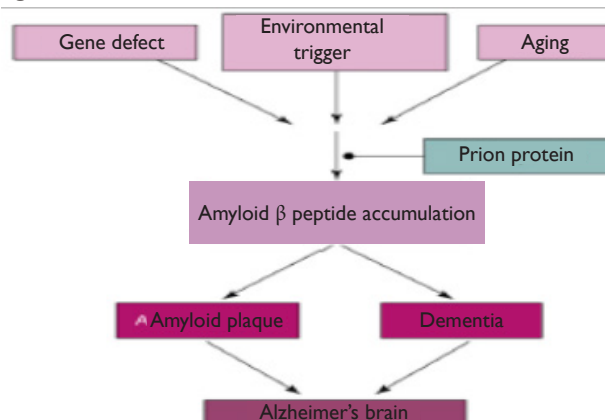 Gene defect
Environmental
trigger
Aging
Prion protein
Amyloid β peptide accumulation
Amyloid plaque
Dementia
Alzheimer's brain